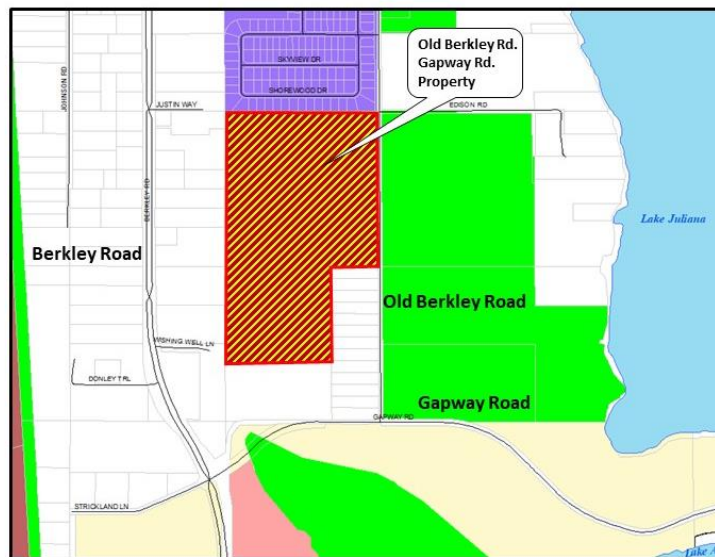 Old Berkley Rd.
Gapway Rd.
Property
SKYVIEW DR
SHOREWOOD DR
JOHNSON RD
JUSTIN WAY
EDISON RD
BERKLEY RD
Lake Juliana
Berkley Road
Old Berkley Road
WISHING WELL LN
DONLEY TRL
Gapway Road
GAPWAY RD
STRICKLAND LN